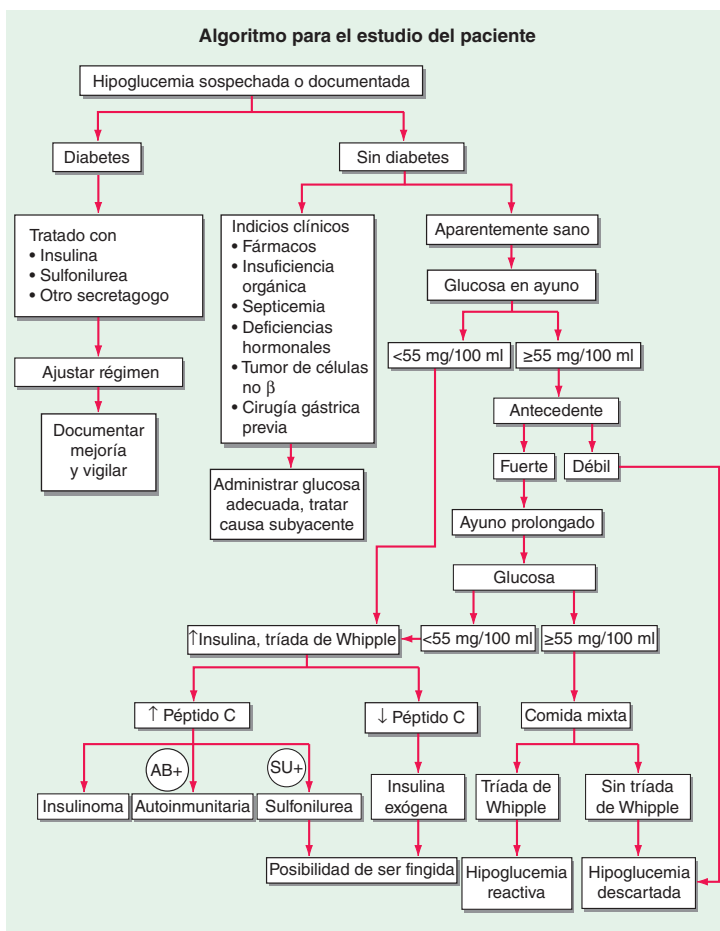 Algoritmo para el estudio del paciente
Hipoglucemia sospechada o documentada
Diabetes
Sin diabetes
Tratado con
• Insulina
• Sulfonilurea
• Otro secretagogo
Ajustar régimen
Documentar
mejoría
y vigilar
Indicios clínicos
• Fármacos
• Insuficiencia
orgánica
• Septicemia
• Deficiencias
hormonales
• Tumor de células
no β
• Cirugía gástrica
previa
Administrar glucosa
adecuada, tratar
causa subyacente
Aparentemente sano
Glucosa en ayuno
<55 mg/100 ml
≥55 mg/100 ml
Antecedente
Fuerte
Débil
Ayuno prolongado
Glucosa
<55 mg/100 ml
≥55 mg/100 ml
↑Insulina, tríada de Whipple
↑ Péptido C
↓ Péptido C
Comida mixta
AB+
SU+
Insulinoma
Autoinmunitaria
Sulfonilurea
Insulina
exógena
Tríada de
Whipple
Sin tríada
de Whipple
Posibilidad de ser fingida
Hipoglucemia
reactiva
Hipoglucemia
descartada